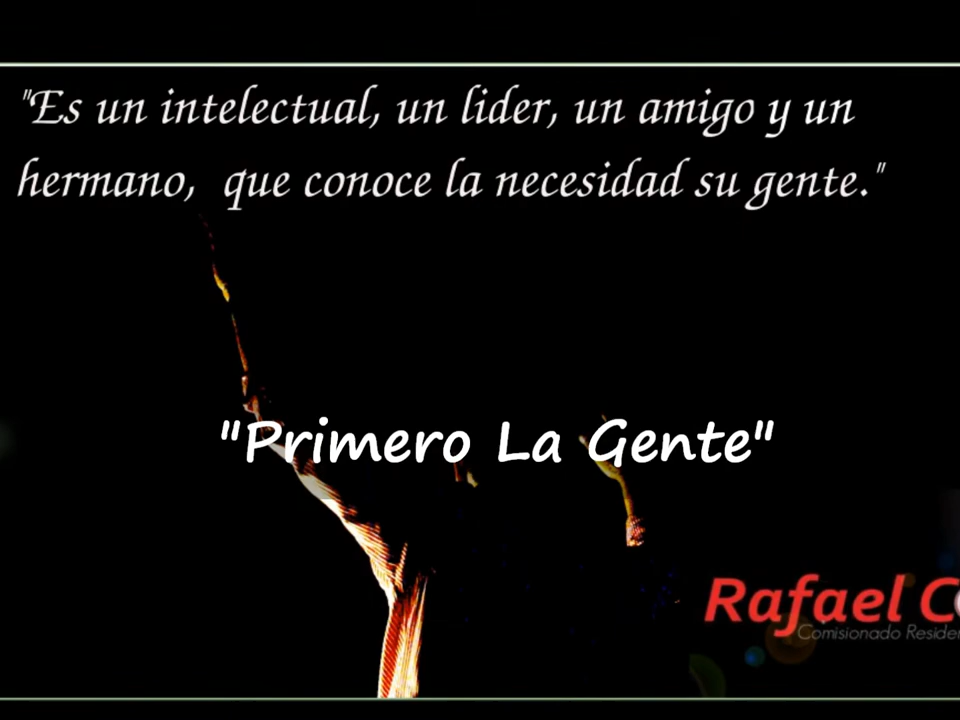 "Es un intelectual, un lider, un amigo y un
hermano, que conoce la necesidad su gente."
"Primero La Gente"
Rafael
Comisionado